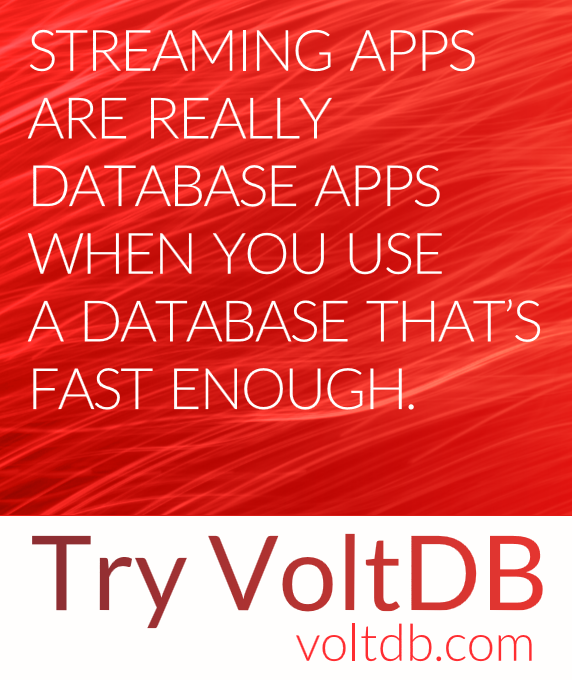 STREAMING APPS
ARE REALLY
DATABASE APPS
WHEN YOU USE
A DATABASE THAT’S
FAST ENOUGH.
Try VoltDB
voltdb.com